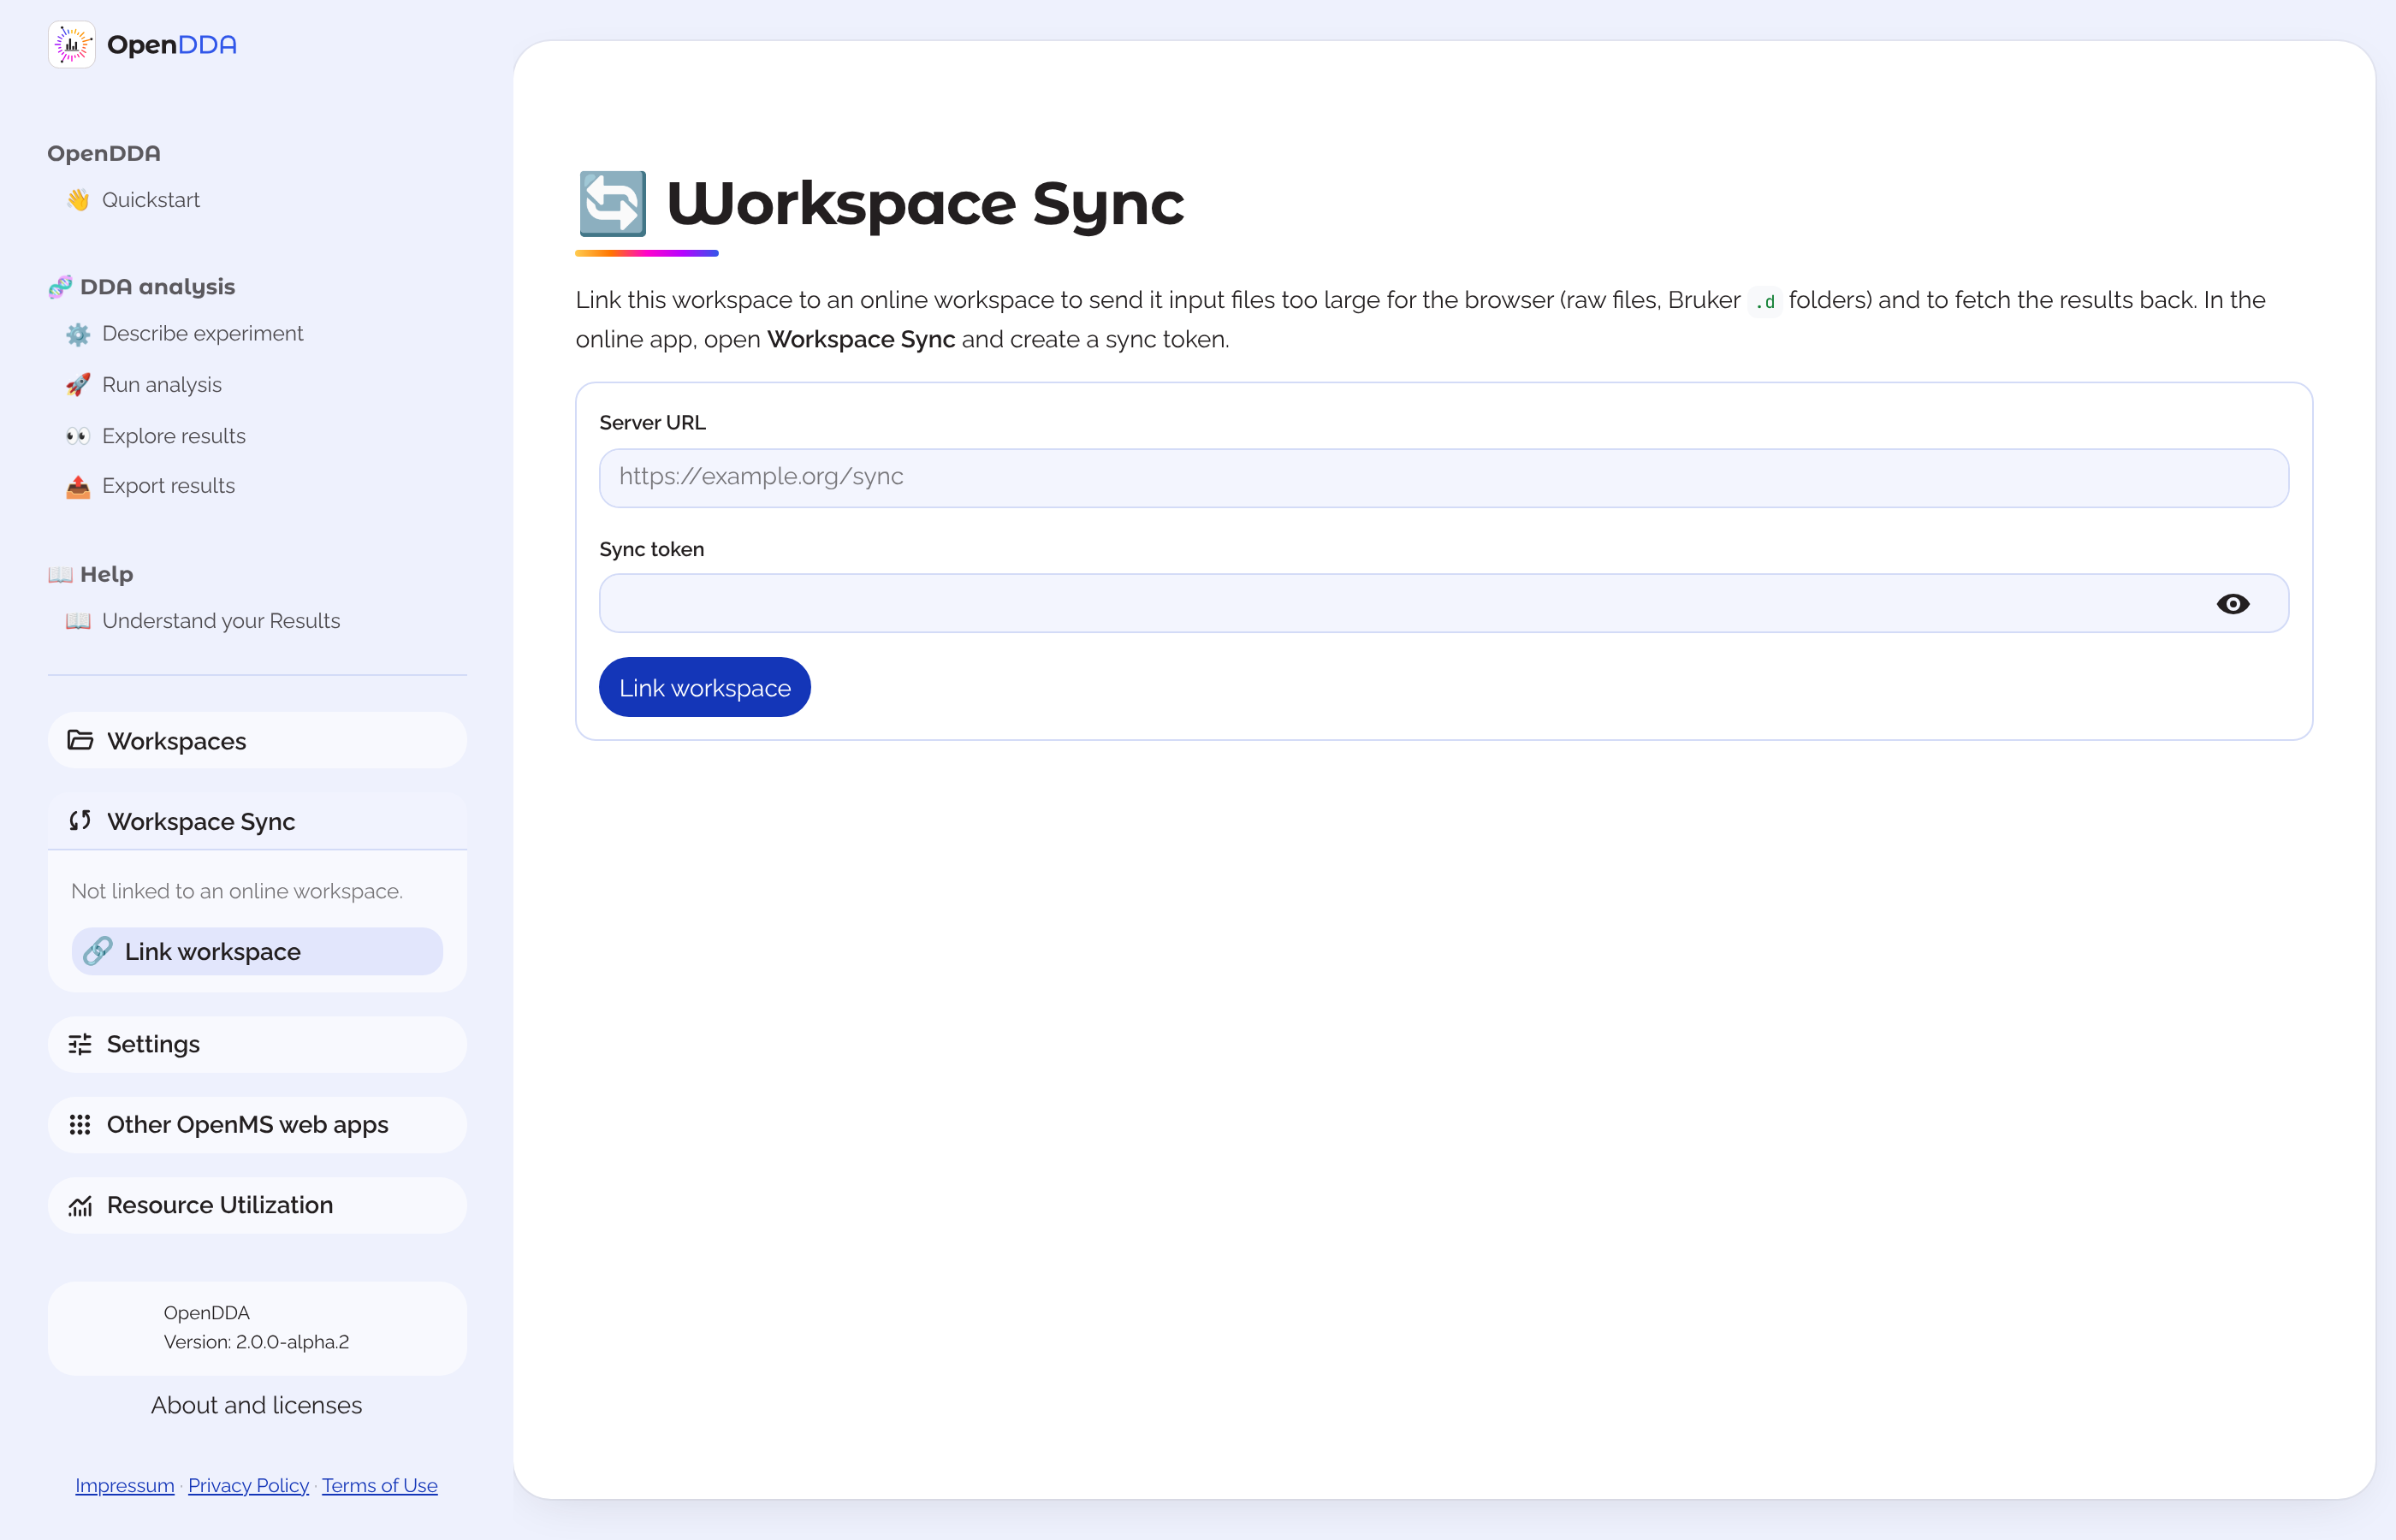 OpenDDA
OpenDDA
Quickstart
DDA analysis
Describe experiment
Run analysis
Explore results
Export results
Help
Understand your Results
Workspaces
Workspace Sync
Not linked to an online workspace.
Link workspace
Settings
Other OpenMS web apps
Resource Utilization
OpenDDA
Version: 2.0.0-alpha.2
About and licenses
Impressum · Privacy Policy · Terms of Use
Workspace Sync
Link this workspace to an online workspace to send it input files too large for the browser (raw files, Bruker .d folders) and to fetch the results back. In the
online app, open Workspace Sync and create a sync token.
Server URL
https://example.org/sync
Sync token
Link workspace